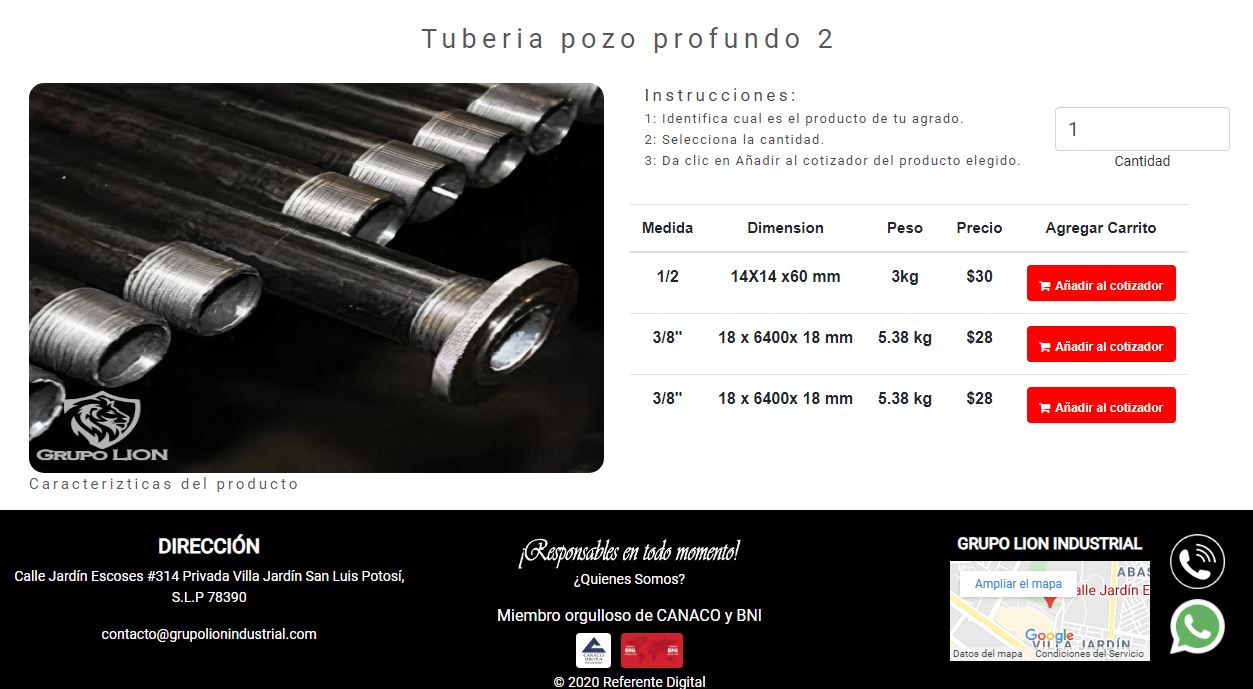 Tuberia pozo profundo 2
GRUPO LION
Caracterizticas del producto
Instrucciones:
1: Identifica cual es el producto de tu agrado.
2: Selecciona la cantidad.
3: Da clic en Añadir al cotizador del producto elegido.
1
Cantidad
Medida Dimension Peso Precio Agregar Carrito
1/2 14X14 x60 mm 3kg $30 Añadir al cotizador
3/8" 18 x 6400x 18 mm 5.38 kg $28 Añadir al cotizador
3/8" 18 x 6400x 18 mm 5.38 kg $28 Añadir al cotizador
DIRECCIÓN
Calle Jardín Escoses #314 Privada Villa Jardín San Luis Potosí,
S.L.P 78390
contacto@grupolionindustrial.com
¡Responsables en todo momento!
¿Quienes Somos?
Miembro orgulloso de CANACO y BNI
CANACO
BNI BNI
© 2020 Referente Digital
GRUPO LION INDUSTRIAL
ABAS
Ampliar el mapa
alle Jardín E
Google
VILLA JARDÍN
Datos del mapa Condiciones del Servicio